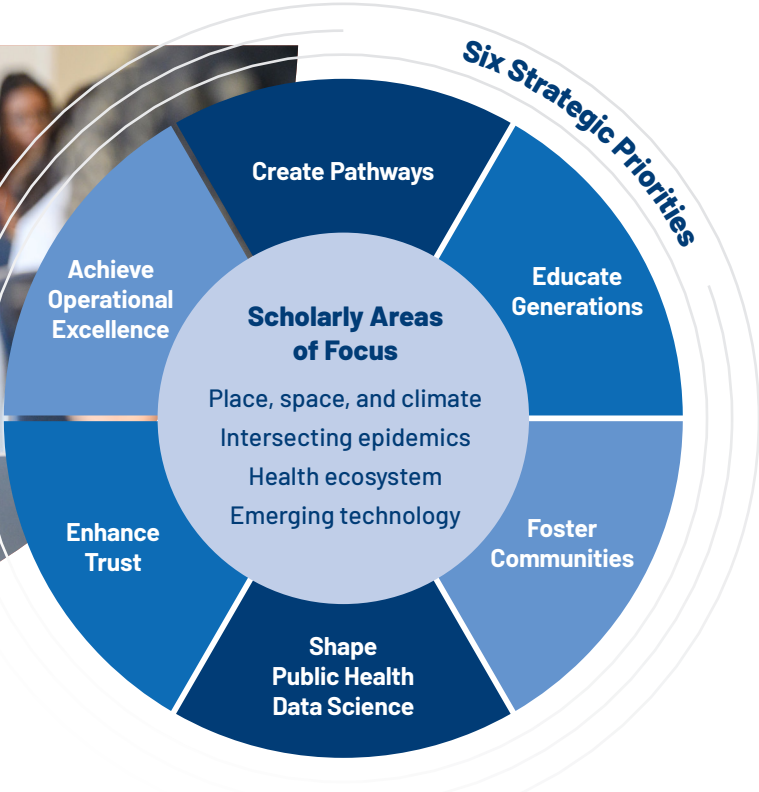 Six Strategic Priorities
Create Pathways
Educate
Generations
Foster
Communities
Shape
Public Health
Data Science
Enhance
Trust
Achieve
Operational
Excellence
Scholarly Areas
of Focus
Place, space, and climate
Intersecting epidemics
Health ecosystem
Emerging technology